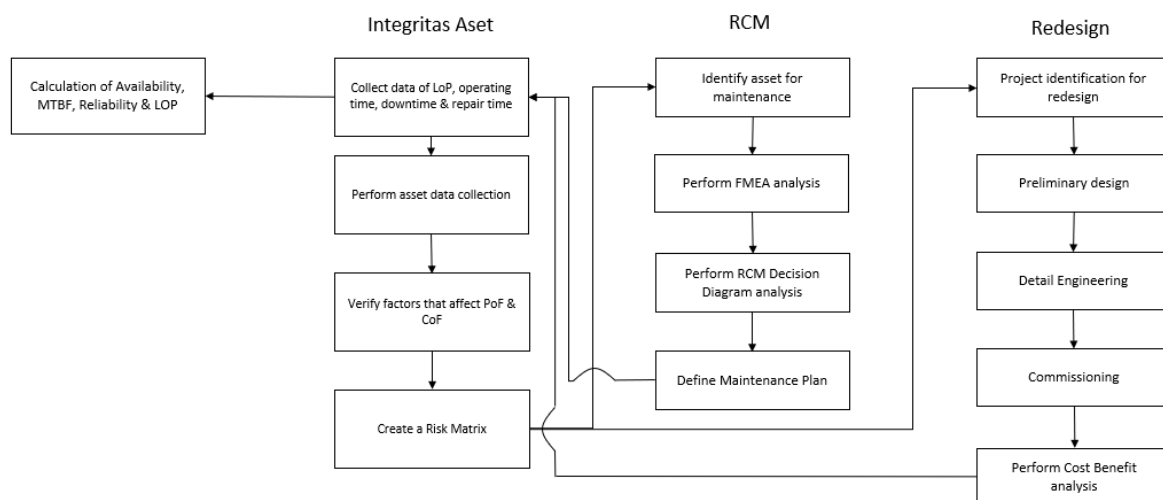 Integritas Aset
RCM
Redesign
Calculation of Availability,
MTBF, Reliability & LOP
Collect data of LoP, operating
time, downtime & repair time
Perform asset data collection
Verify factors that affect PoF &
CoF
Create a Risk Matrix
Identify asset for
maintenance
Perform FMEA analysis
Perform RCM Decision
Diagram analysis
Define Maintenance Plan
Project identification for
redesign
Preliminary design
Detail Engineering
Commissioning
Perform Cost Benefit
analysis